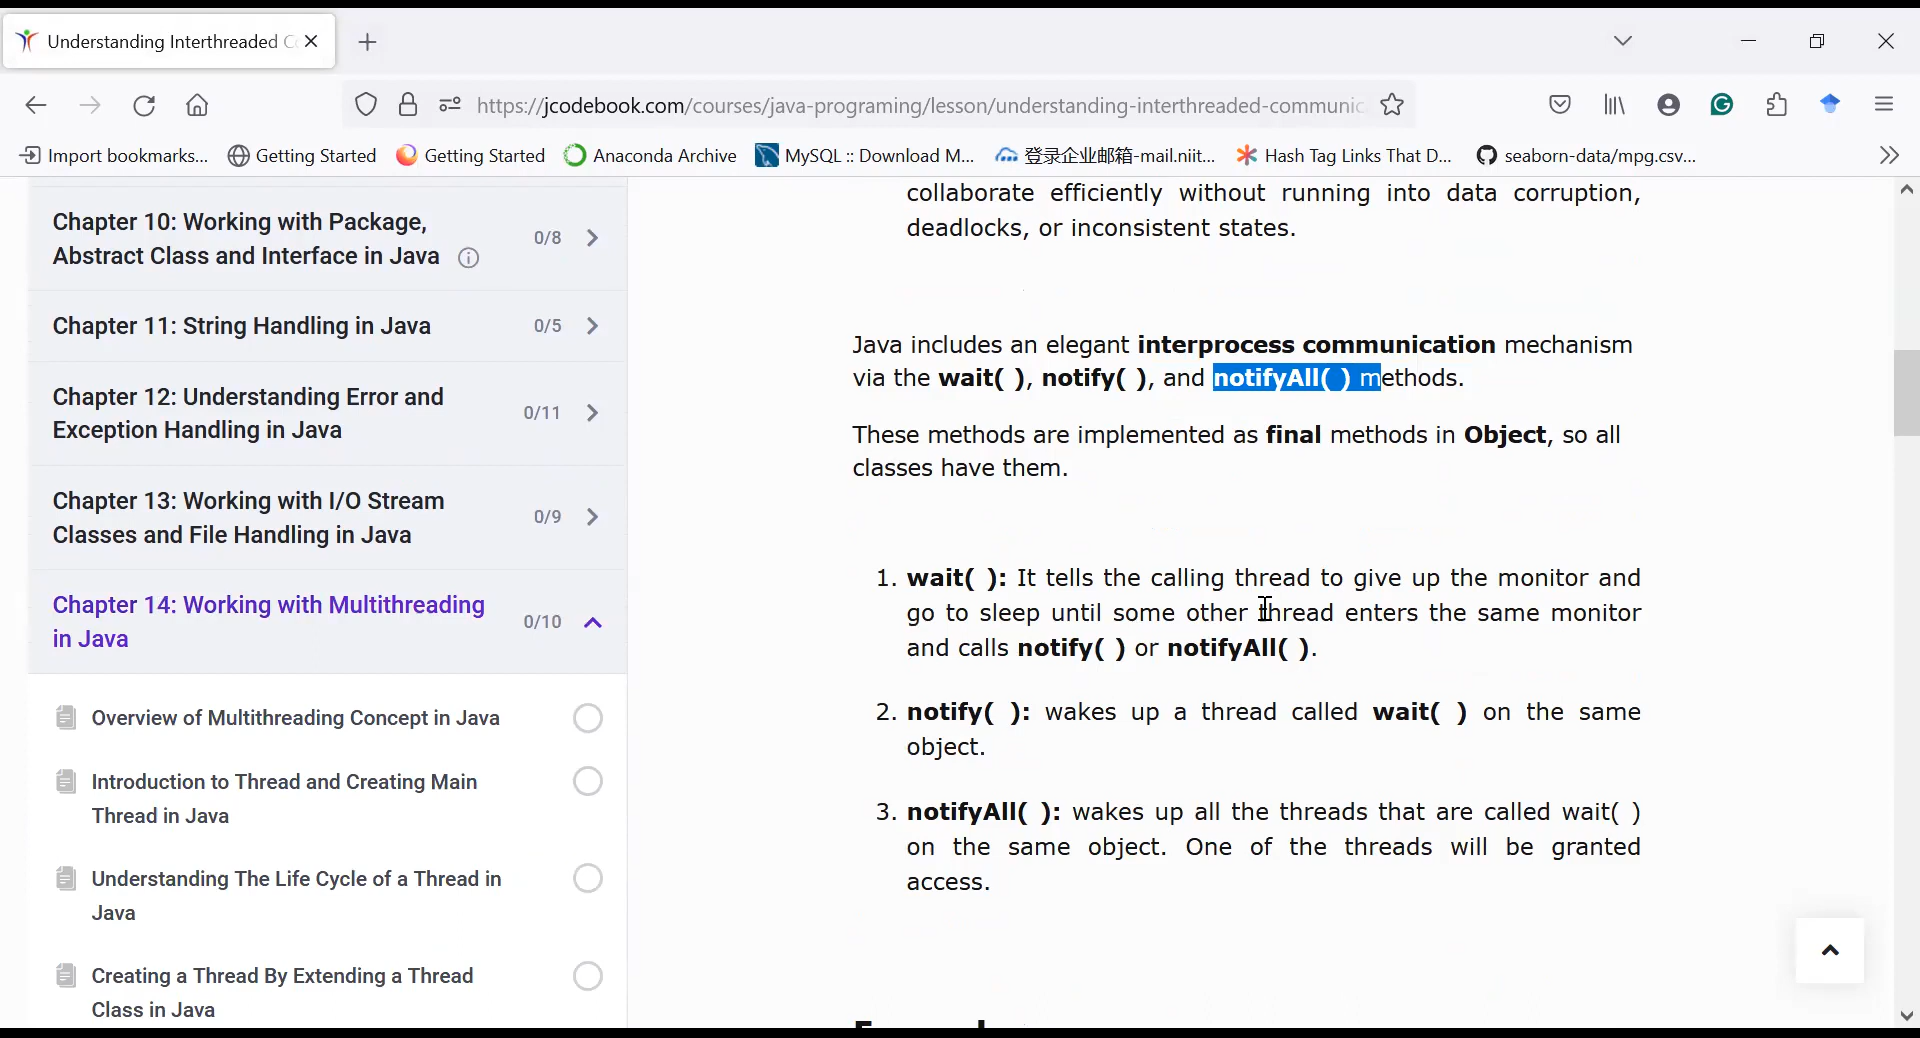 Understanding Interthreaded C
https://jcodebook.com/courses/java-programing/lesson/understanding-interthreaded-communic
Import bookmarks...
Getting Started
Getting Started
Anaconda Archive
MySQL :: Download M...
登录企业邮箱-mail.niit...
Hash Tag Links That D...
seaborn-data/mpg.csv...
Chapter 10: Working with Package,
Abstract Class and Interface in Java
0/8
Chapter 11: String Handling in Java
0/5
Chapter 12: Understanding Error and
Exception Handling in Java
0/11
Chapter 13: Working with I/O Stream
Classes and File Handling in Java
0/9
Chapter 14: Working with Multithreading
in Java
0/10
Overview of Multithreading Concept in Java
Introduction to Thread and Creating Main
Thread in Java
Understanding The Life Cycle of a Thread in
Java
Creating a Thread By Extending a Thread
Class in Java
collaborate efficiently without running into data corruption,
deadlocks, or inconsistent states.
Java includes an elegant interprocess communication mechanism
via the wait( ), notify( ), and notifyAll( ) methods.
These methods are implemented as final methods in Object, so all
classes have them.
1. wait( ): It tells the calling thread to give up the monitor and
go to sleep until some other thread enters the same monitor
and calls notify( ) or notifyAll( ).
2. notify( ): wakes up a thread called wait( ) on the same
object.
3. notifyAll( ): wakes up all the threads that are called wait( )
on the same object. One of the threads will be granted
access.